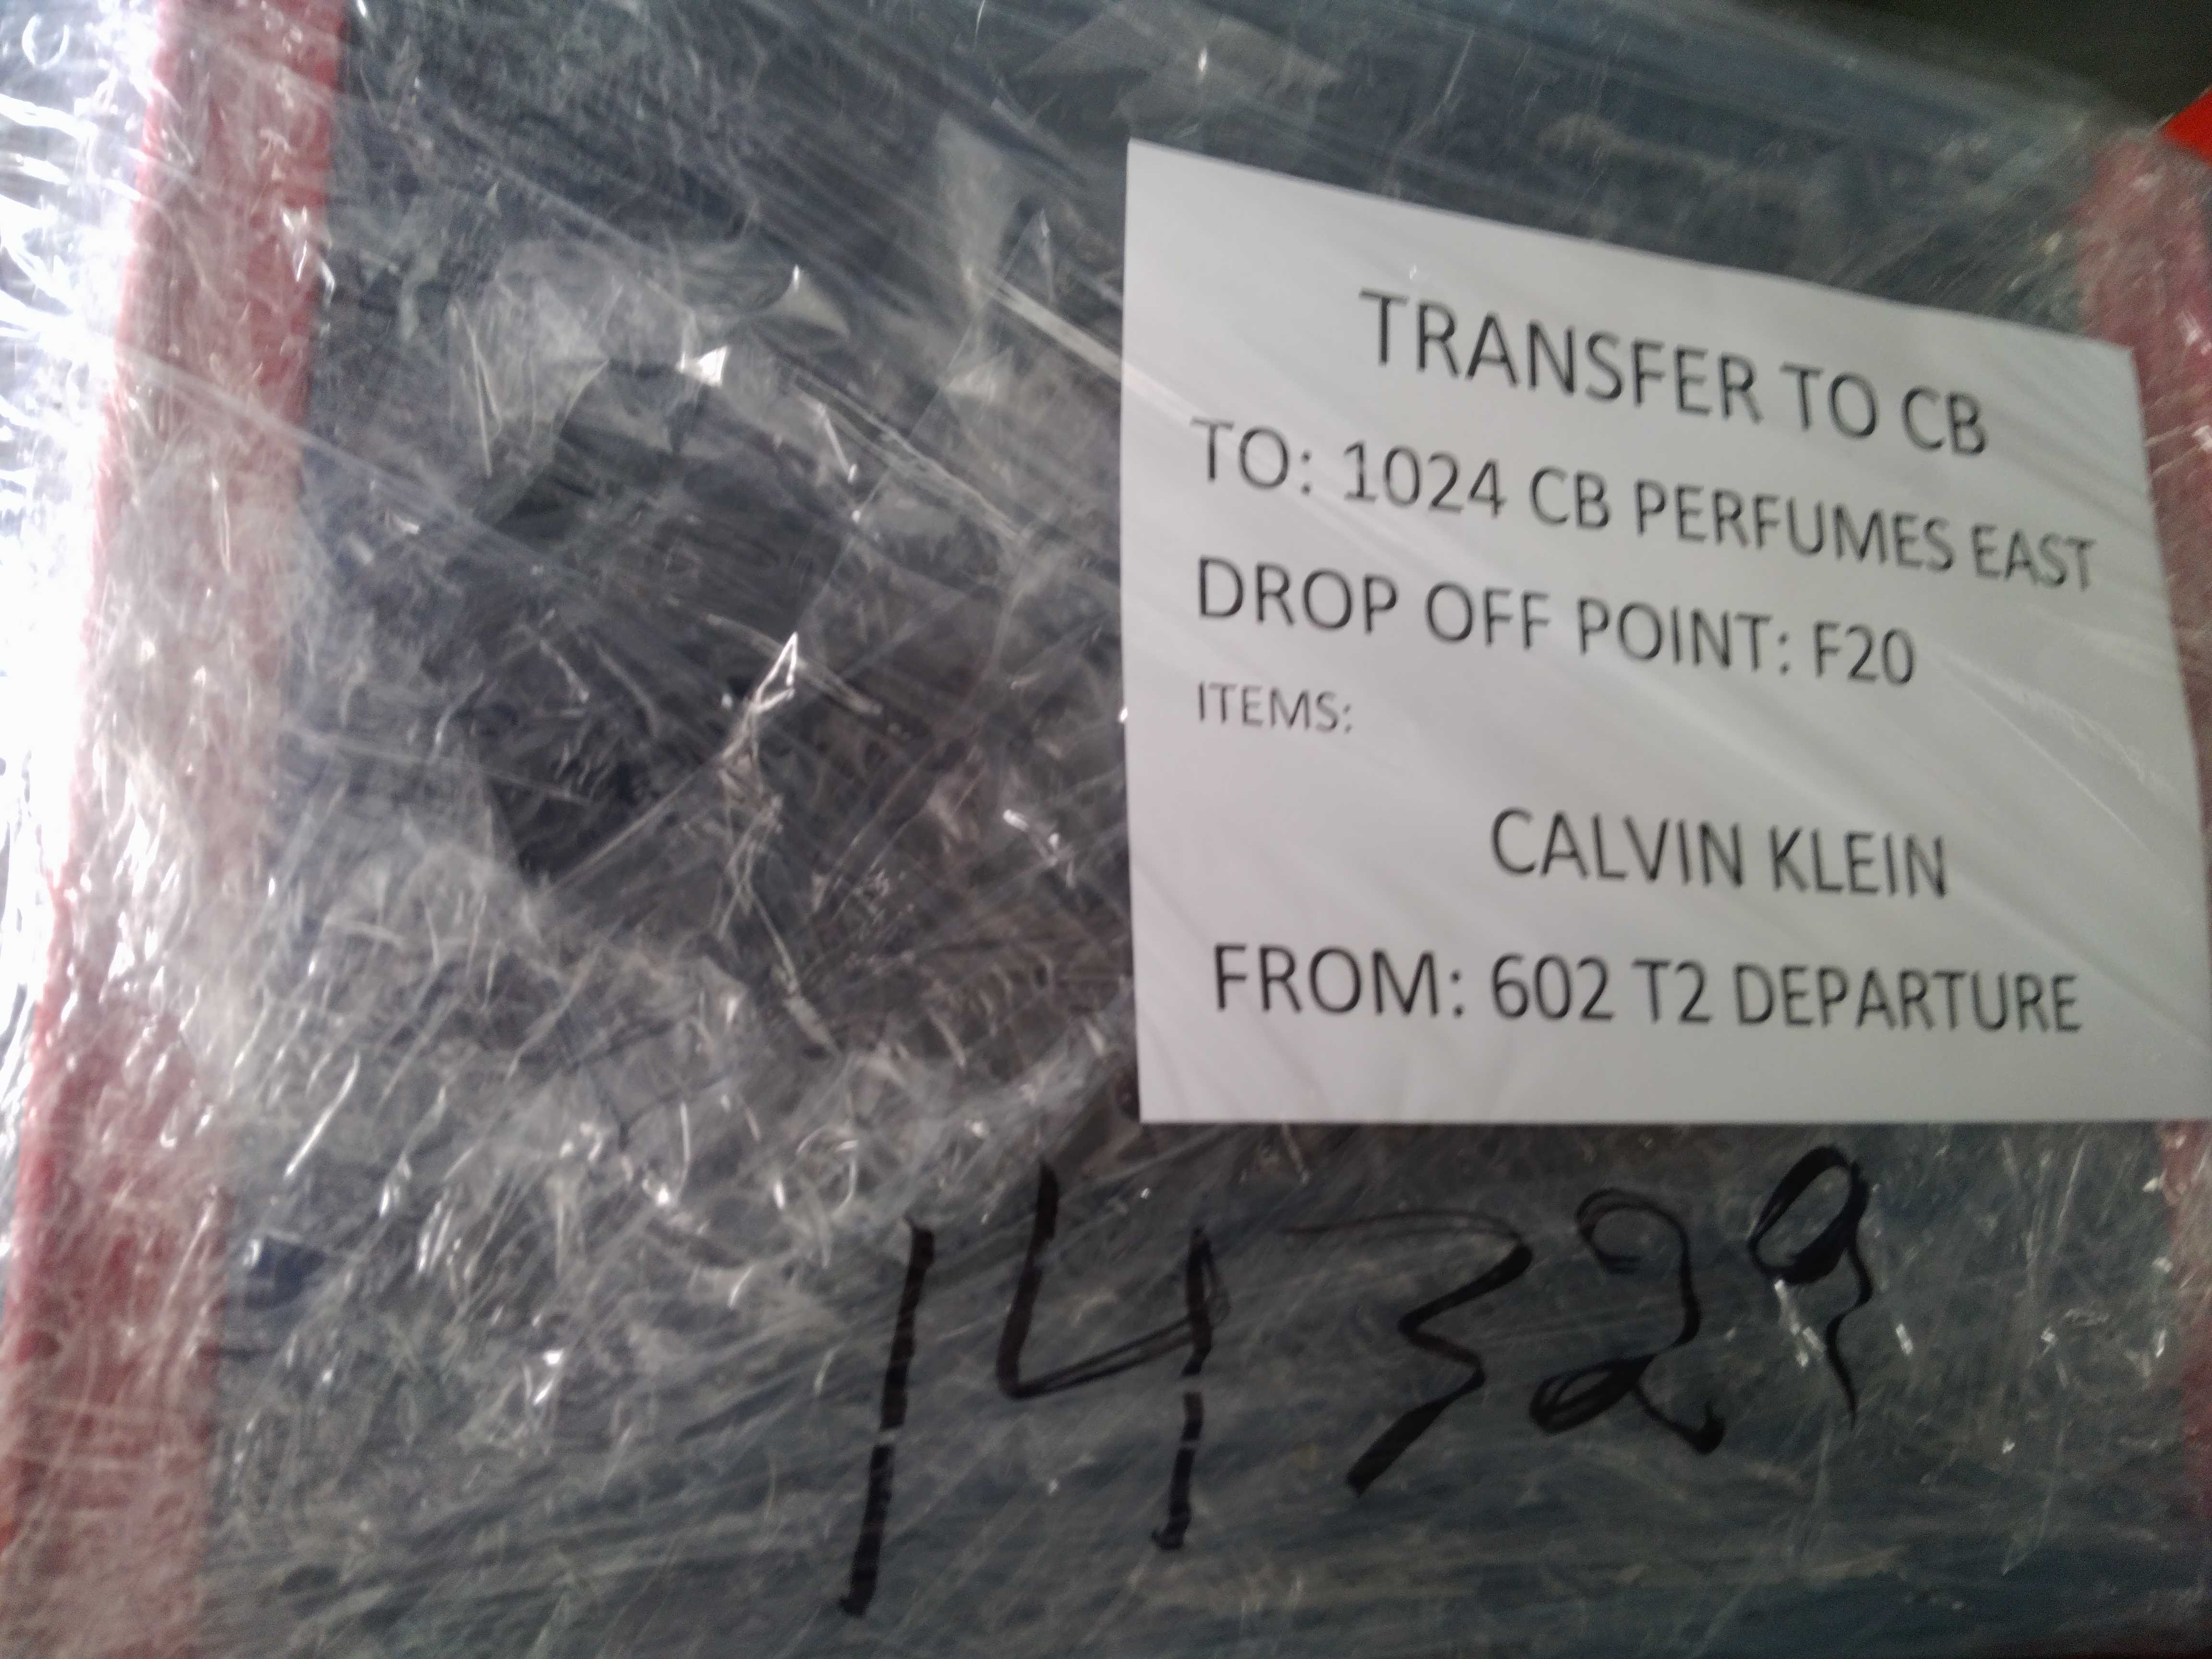 TRANSFER TO CB
TO: 1024 CB PERFUMES EAST
DROP OFF POINT: F20
ITEMS:
CALVIN KLEIN
FROM: 602 T2 DEPARTURE
14329